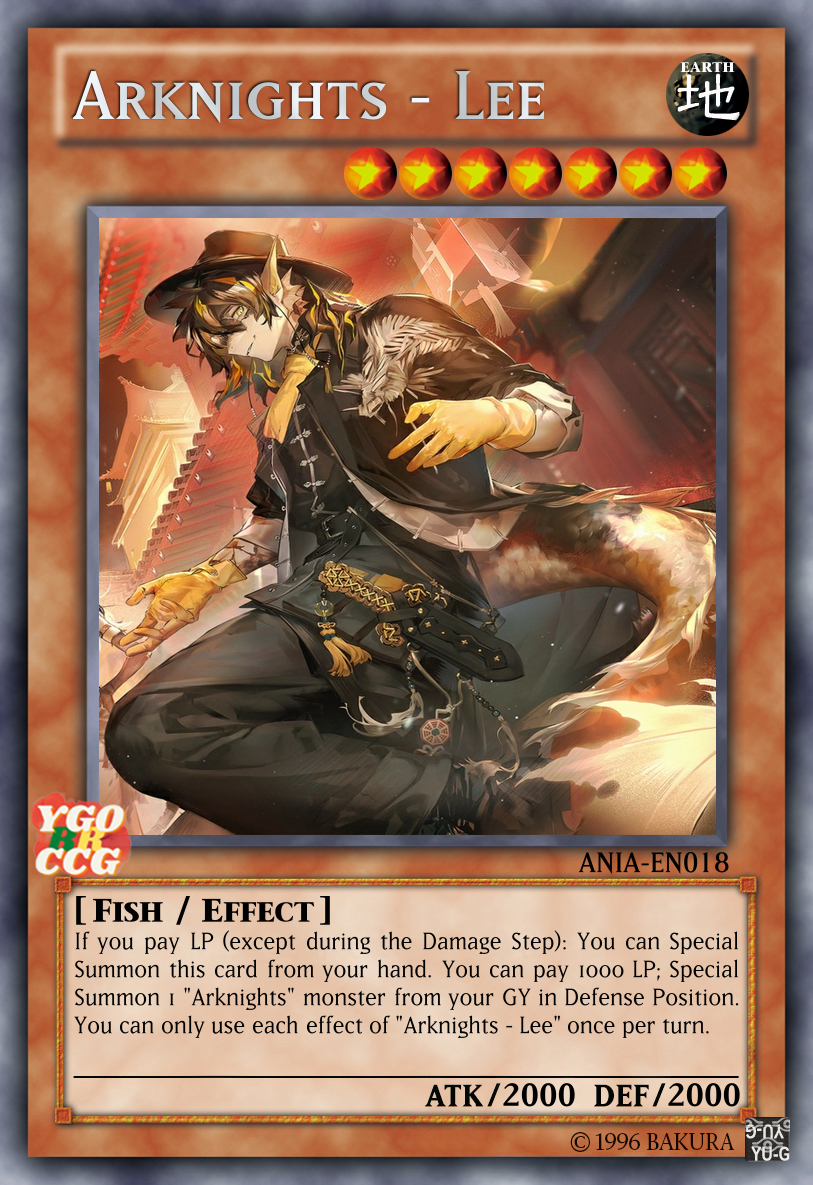 Arknights - Lee
EARTH
地
YGO
BR
CCG
ANIA-EN018
[ Fish / Effect ]
If you pay LP (except during the Damage Step): You can Special
Summon this card from your hand. You can pay 1000 LP; Special
Summon 1 "Arknights" monster from your GY in Defense Position.
You can only use each effect of "Arknights - Lee" once per turn.
ATK/2000 DEF/2000
© 1996 BAKURA
YU-G